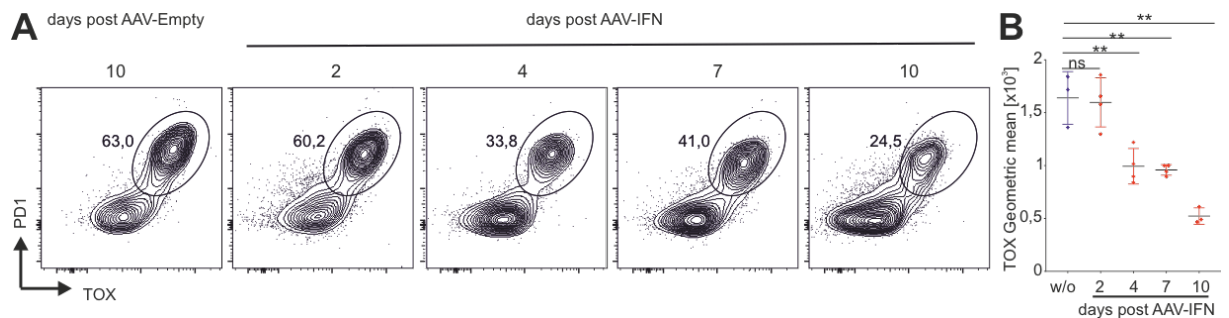 A
days post AAV-Empty
days post AAV-IFN
10
2
4
7
10
63,0
60,2
33,8
41,0
24,5
PD1
TOX
B
**
**
**
ns
TOX Geometric mean [x10³]
2
1,5
1
0,5
0
w/o
2
4
7
10
days post AAV-IFN